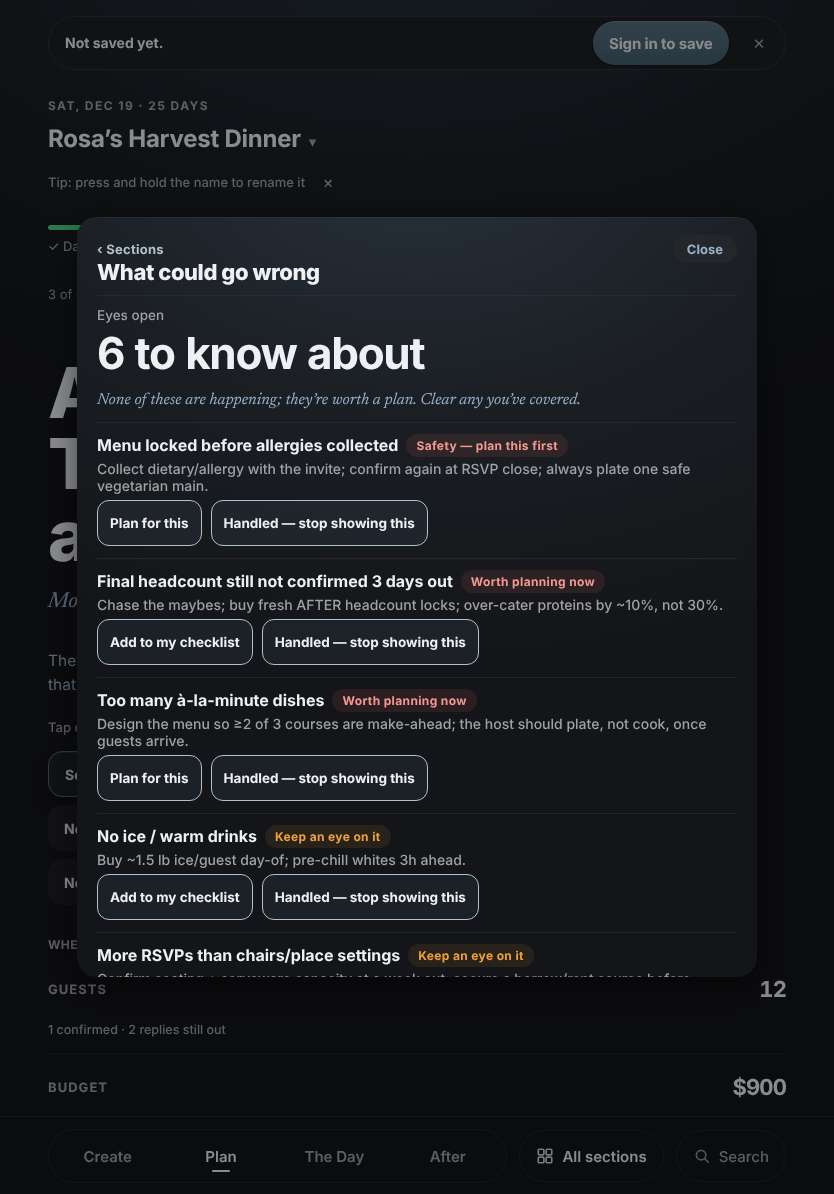 Not saved yet.
Sign in to save ✕
SAT, DEC 19 · 25 DAYS
Rosa’s Harvest Dinner ▾
Tip: press and hold the name to rename it ✕
‹ Sections
Close
What could go wrong
✓ Da
3 of
Eyes open
6 to know about
None of these are happening; they’re worth a plan. Clear any you’ve covered.
Menu locked before allergies collected Safety — plan this first
Collect dietary/allergy with the invite; confirm again at RSVP close; always plate one safe
vegetarian main.
Plan for this Handled — stop showing this
Final headcount still not confirmed 3 days out Worth planning now
Chase the maybes; buy fresh AFTER headcount locks; over-cater proteins by ~10%, not 30%.
Add to my checklist Handled — stop showing this
Too many à-la-minute dishes Worth planning now
Design the menu so ≥2 of 3 courses are make-ahead; the host should plate, not cook, once
guests arrive.
Plan for this Handled — stop showing this
No ice / warm drinks Keep an eye on it
Buy ~1.5 lb ice/guest day-of; pre-chill whites 3h ahead.
Add to my checklist Handled — stop showing this
More RSVPs than chairs/place settings Keep an eye on it
GUESTS 12
1 confirmed · 2 replies still out
BUDGET $900
Create Plan The Day After All sections Search